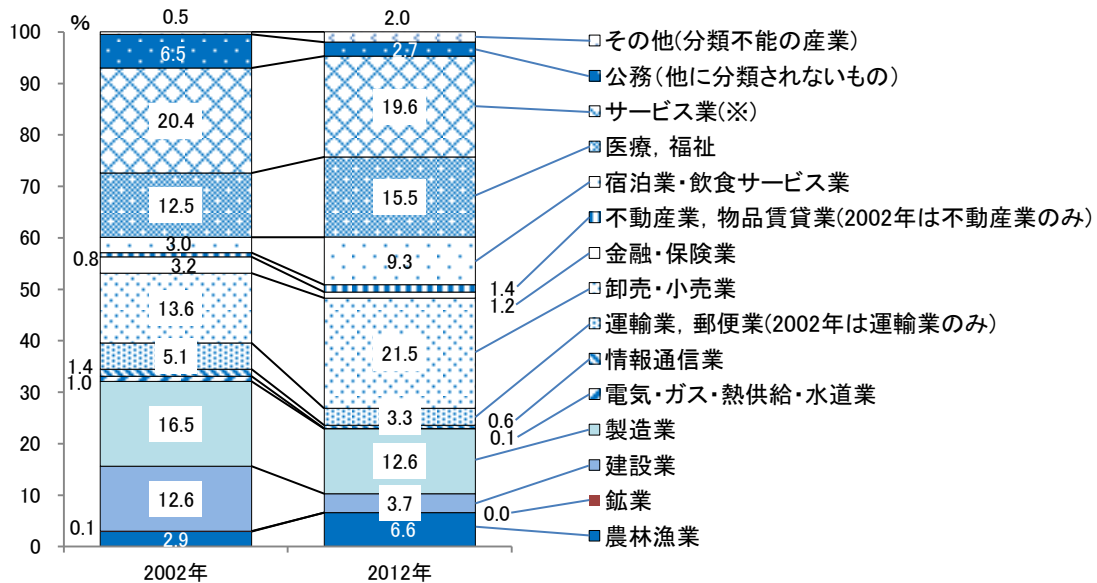 %
100
90
80
70
60
50
40
30
20
10
0
0.5
6.5
20.4
12.5
3.0
0.8
3.2
13.6
5.1
1.4
1.0
16.5
12.6
0.1
2.9
2002年
2.0
2.7
19.6
15.5
9.3
1.4
1.2
21.5
3.3
0.6
0.1
12.6
3.7
0.0
6.6
2012年
その他(分類不能の産業)
公務(他に分類されないもの)
サービス業(※)
医療，福祉
宿泊業・飲食サービス業
不動産業，物品賃貸業(2002年は不動産業のみ)
金融・保険業
卸売・小売業
運輸業，郵便業(2002年は運輸業のみ)
情報通信業
電気・ガス・熱供給・水道業
製造業
建設業
鉱業
農林漁業